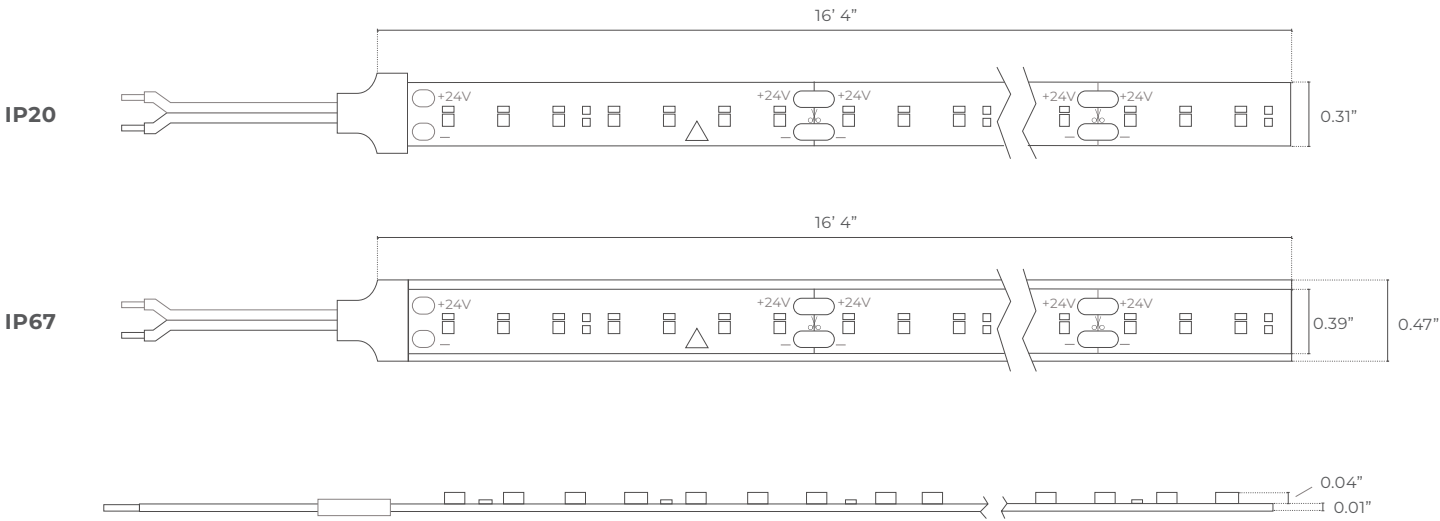 16’ 4”
IP20
+24V +24V +24V +24V +24V
– – – – –
0.31”
16’ 4”
IP67
+24V +24V +24V +24V +24V
– – – – –
0.39”
0.47”
0.04”
0.01”